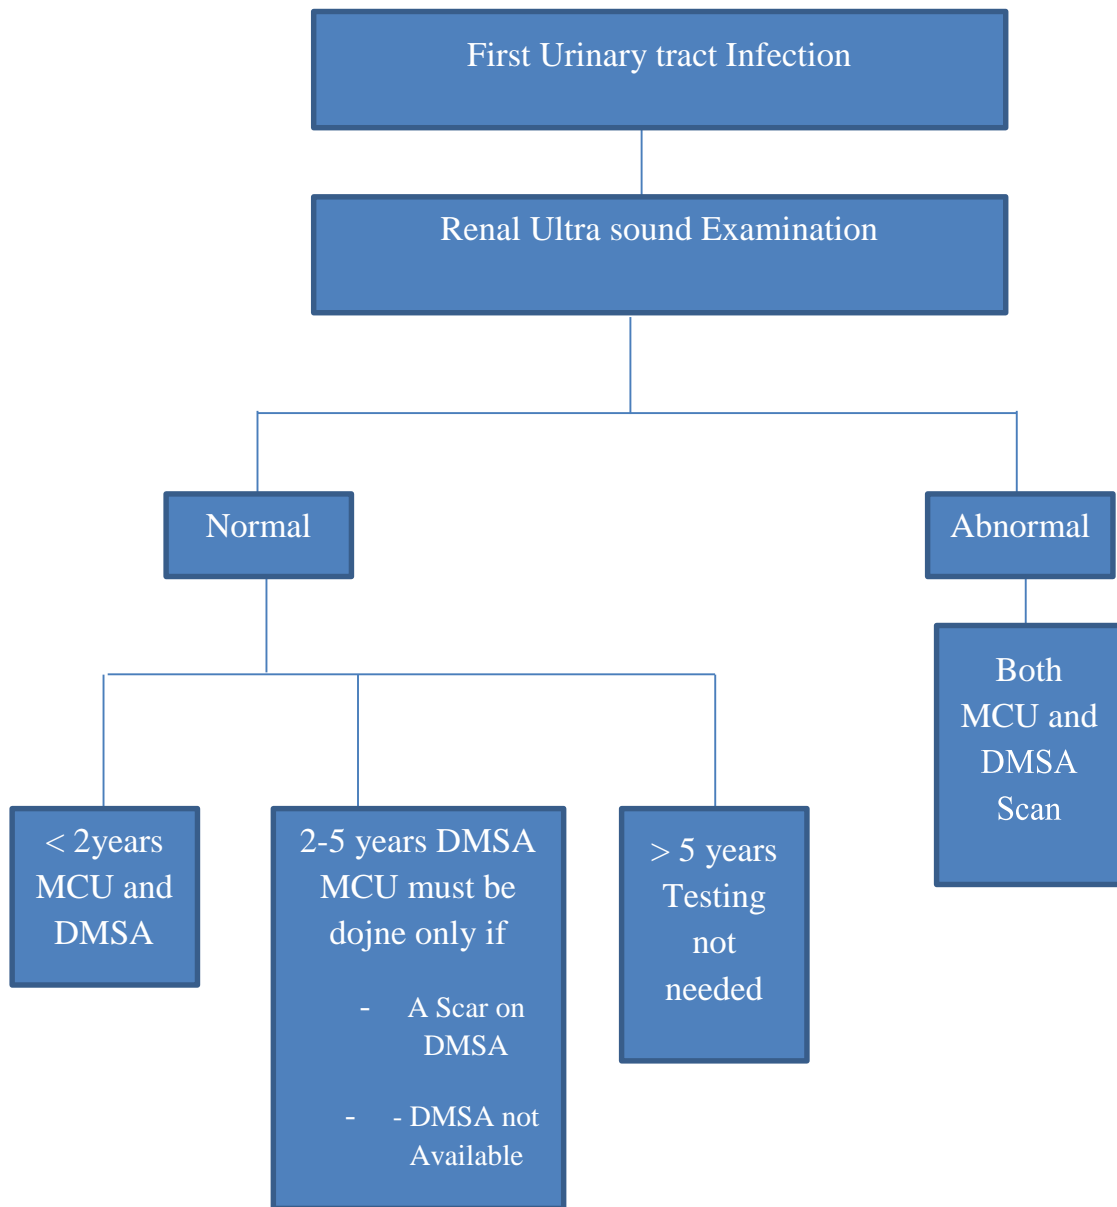 First Urinary tract Infection
Renal Ultra sound Examination
Normal
Abnormal
Both
MCU and
DMSA
Scan
< 2years
MCU and
DMSA
2-5 years DMSA
MCU must be
dojne only if
- A Scar on
DMSA
- - DMSA not
Available
> 5 years
Testing
not
needed